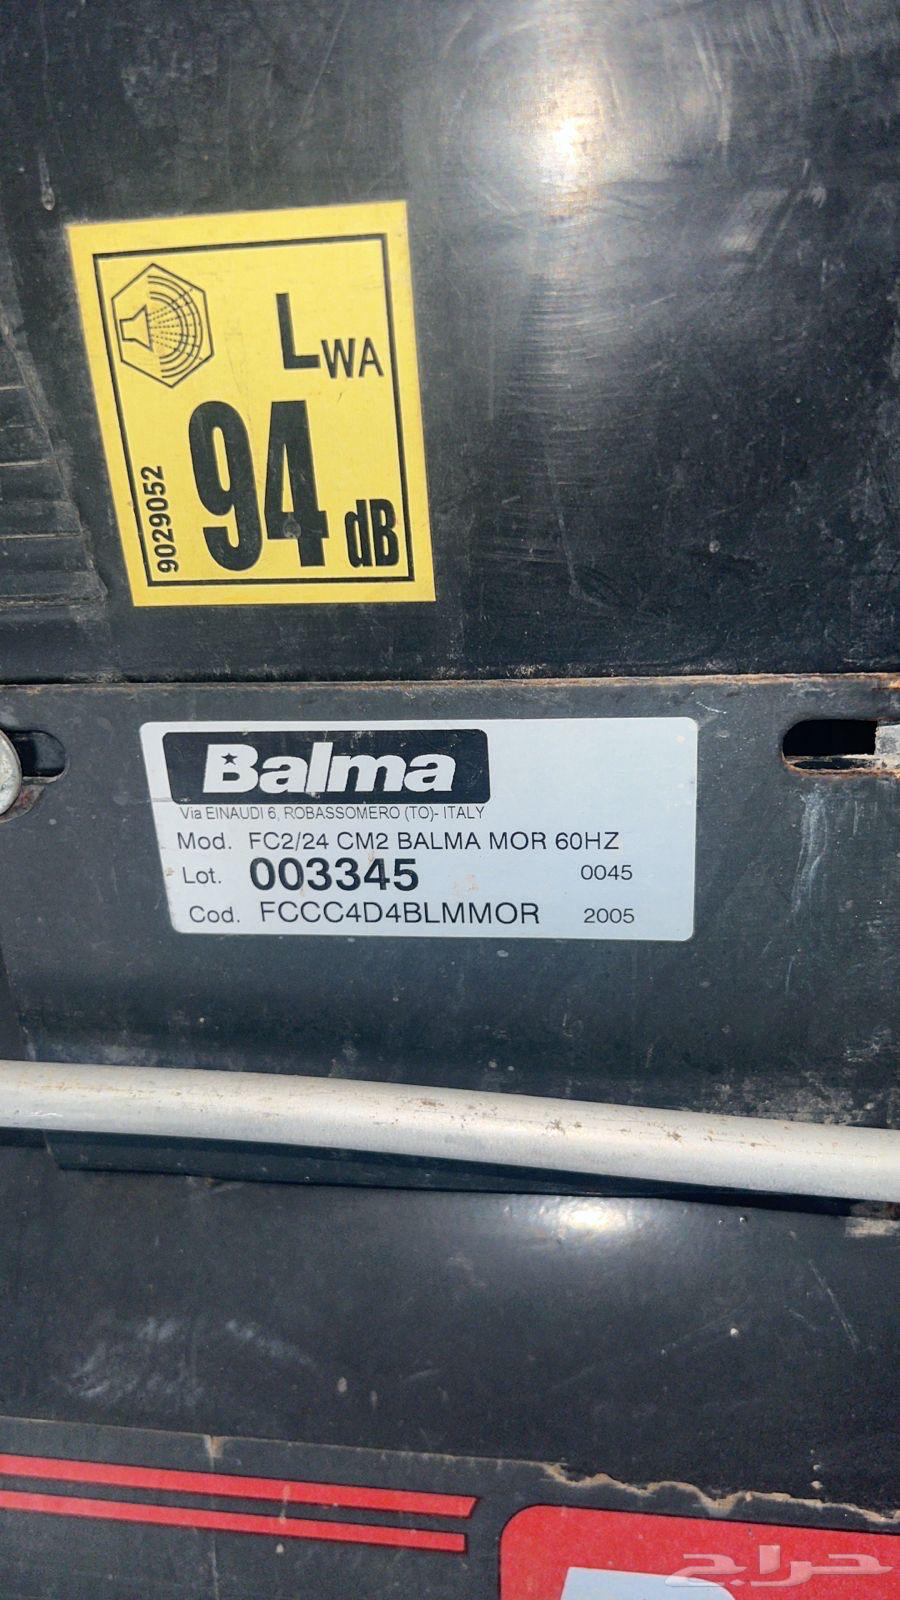 LWA
94 dB
9029052
Balma
Via EINAUDI 6, ROBASSOMERO (TO)- ITALY
Mod. FC2/24 CM2 BALMA MOR 60HZ
Lot. 003345 0045
Cod. FCCC4D4BLMMOR 2005
حراج